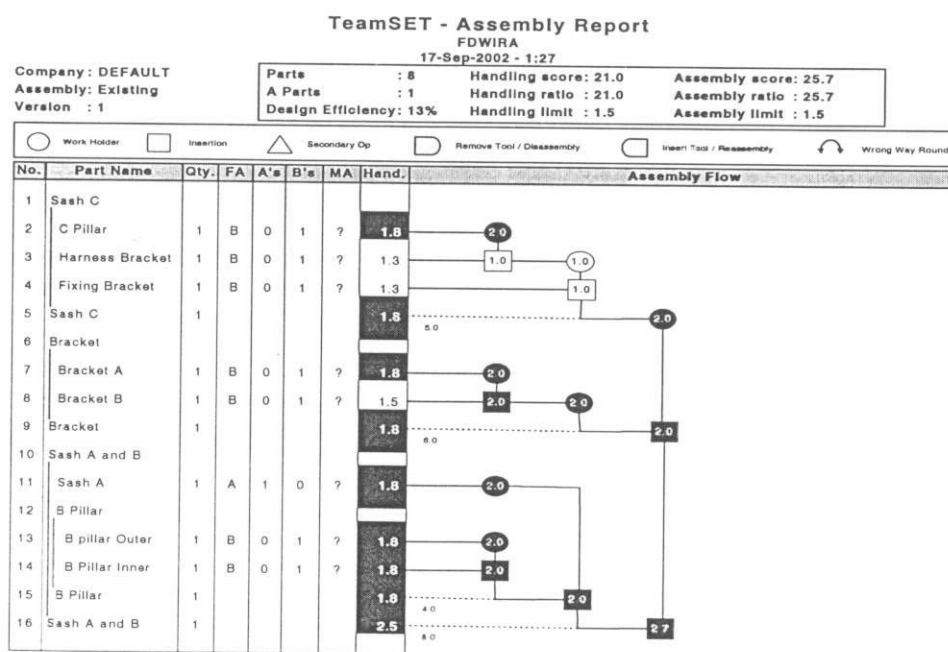 TeamSET - Assembly Report
FDWIRA
17-Sep-2002 - 1:27
Company: DEFAULT
Assembly: Existing
Version : 1
Parts : 8 Handling score: 21.0 Assembly score: 25.7
A Parts : 1 Handling ratio : 21.0 Assembly ratio : 25.7
Design Efficiency: 13% Handling limit : 1.5 Assembly limit : 1.5
Work Holder Insertion Secondary Op Remove Tool / Disassembly Insert Tool / Reassembly Wrong Way Round
No. Part Name Qty. FA A's B's MA Hand. Assembly Flow
1 Sash C
2 C Pillar 1 B 0 1 ? 1.8 2.0
3 Harness Bracket 1 B 0 1 ? 1.3 1.0 1.0
4 Fixing Bracket 1 B 0 1 ? 1.3 1.0
5 Sash C 1 1.8 5.0 2.0
6 Bracket
7 Bracket A 1 B 0 1 ? 1.8 2.0
8 Bracket B 1 B 0 1 ? 1.5 2.0 2.0
9 Bracket 1 1.8 6.0 2.0
10 Sash A and B
11 Sash A 1 A 1 0 ? 1.8 2.0
12 B Pillar
13 B pillar Outer 1 B 0 1 ? 1.8 2.0
14 B Pillar Inner 1 B 0 1 ? 1.8 2.0
15 B Pillar 1 1.8 4.0 2.0
16 Sash A and B 1 2.5 8.0 2.7